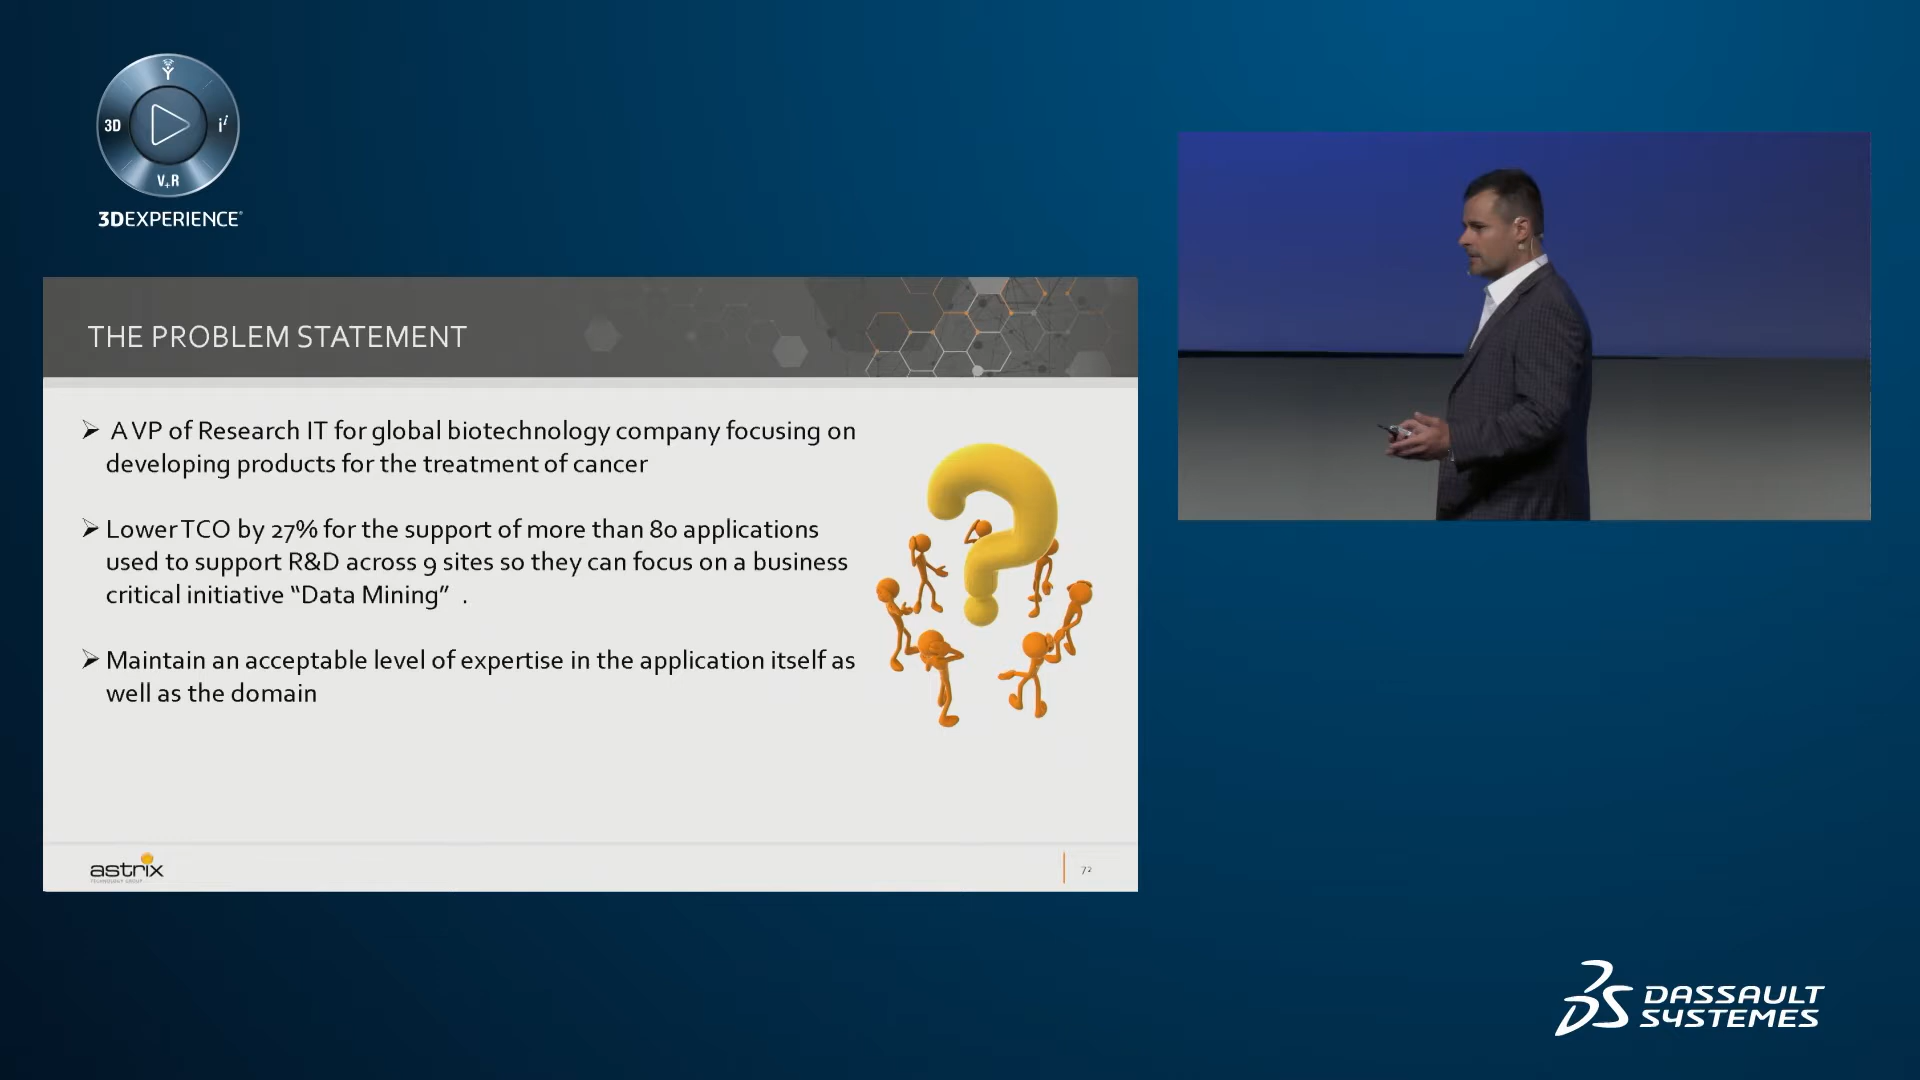 3D
i
V+R
3DEXPERIENCE
THE PROBLEM STATEMENT
A VP of Research IT for global biotechnology company focusing on
developing products for the treatment of cancer
Lower TCO by 27% for the support of more than 80 applications
used to support R&D across 9 sites so they can focus on a business
critical initiative “Data Mining” .
Maintain an acceptable level of expertise in the application itself as
well as the domain
astrix
TECHNOLOGY GROUP
72
DASSAULT
SYSTEMES